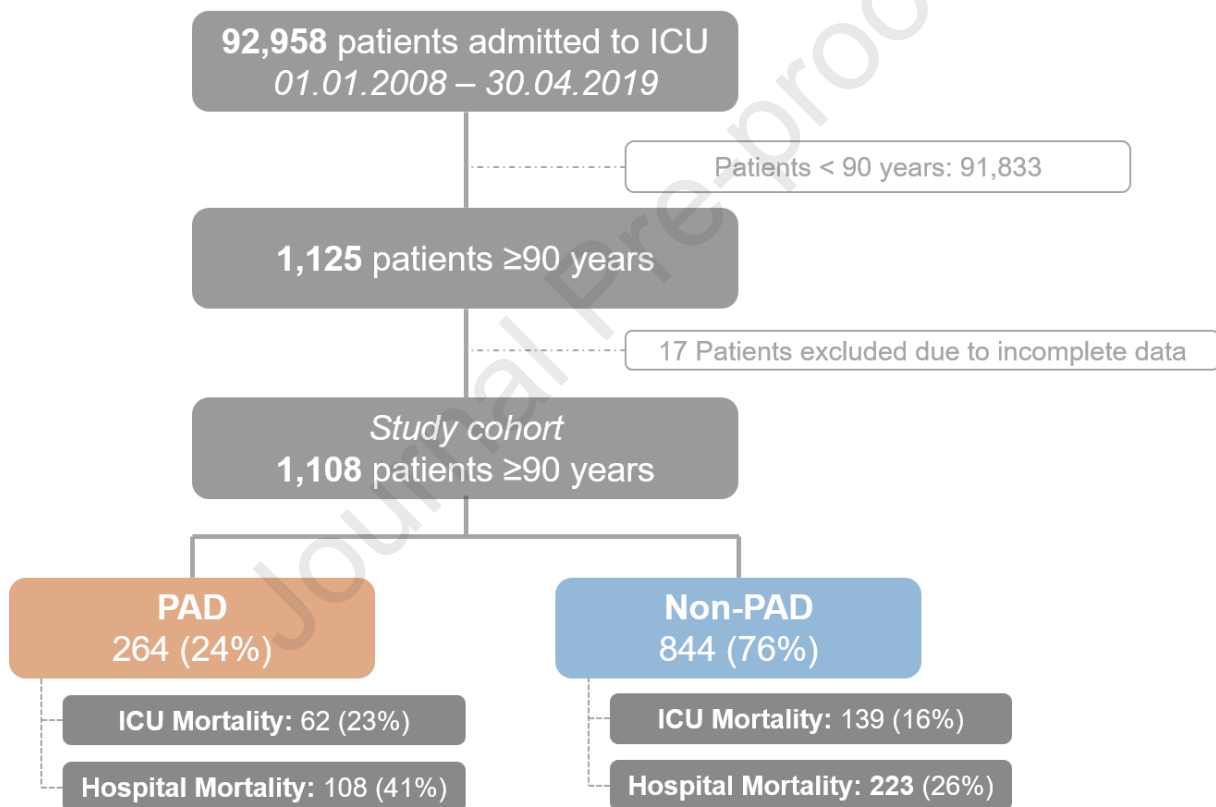 92,958 patients admitted to ICU
01.01.2008 – 30.04.2019
Patients < 90 years: 91,833
1,125 patients ≥90 years
17 Patients excluded due to incomplete data
Study cohort
1,108 patients ≥90 years
PAD
264 (24%)
Non-PAD
844 (76%)
ICU Mortality: 62 (23%)
ICU Mortality: 139 (16%)
Hospital Mortality: 108 (41%)
Hospital Mortality: 223 (26%)
Journal Pre-proo